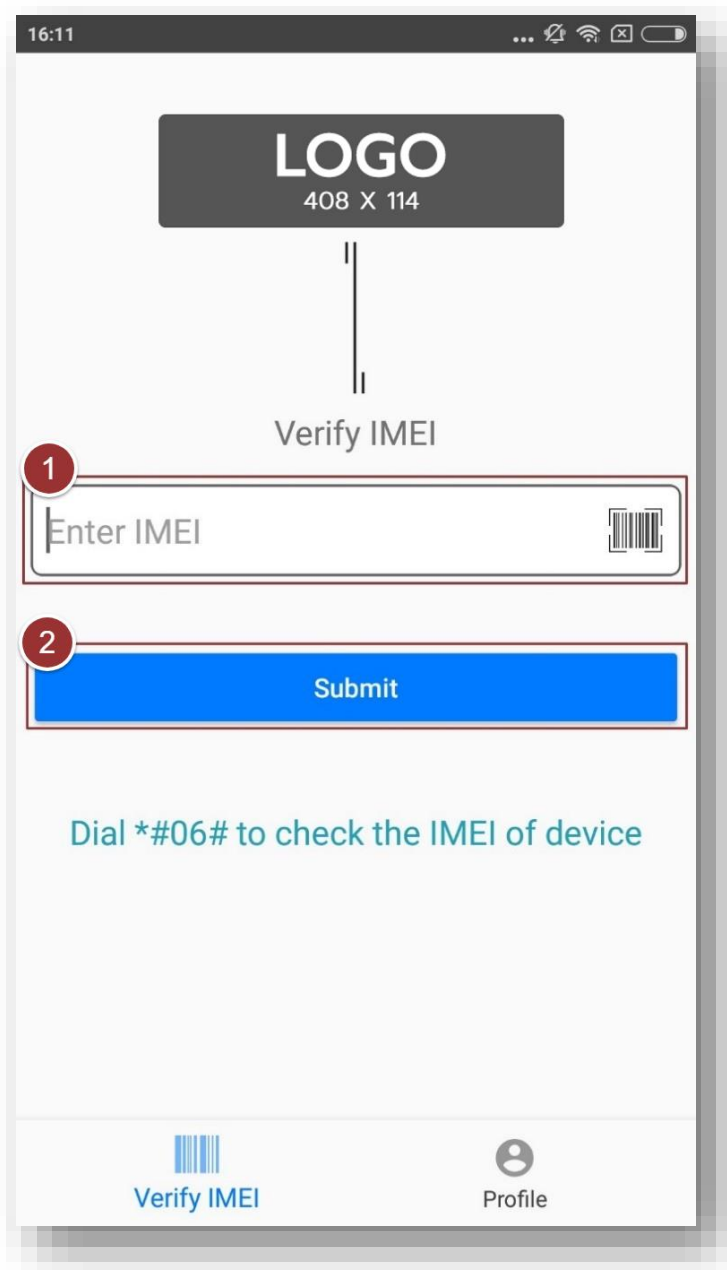 16:11
LOGO
408 X 114
Verify IMEI
1
Enter IMEI
2
Submit
Dial *#06# to check the IMEI of device
Verify IMEI
Profile